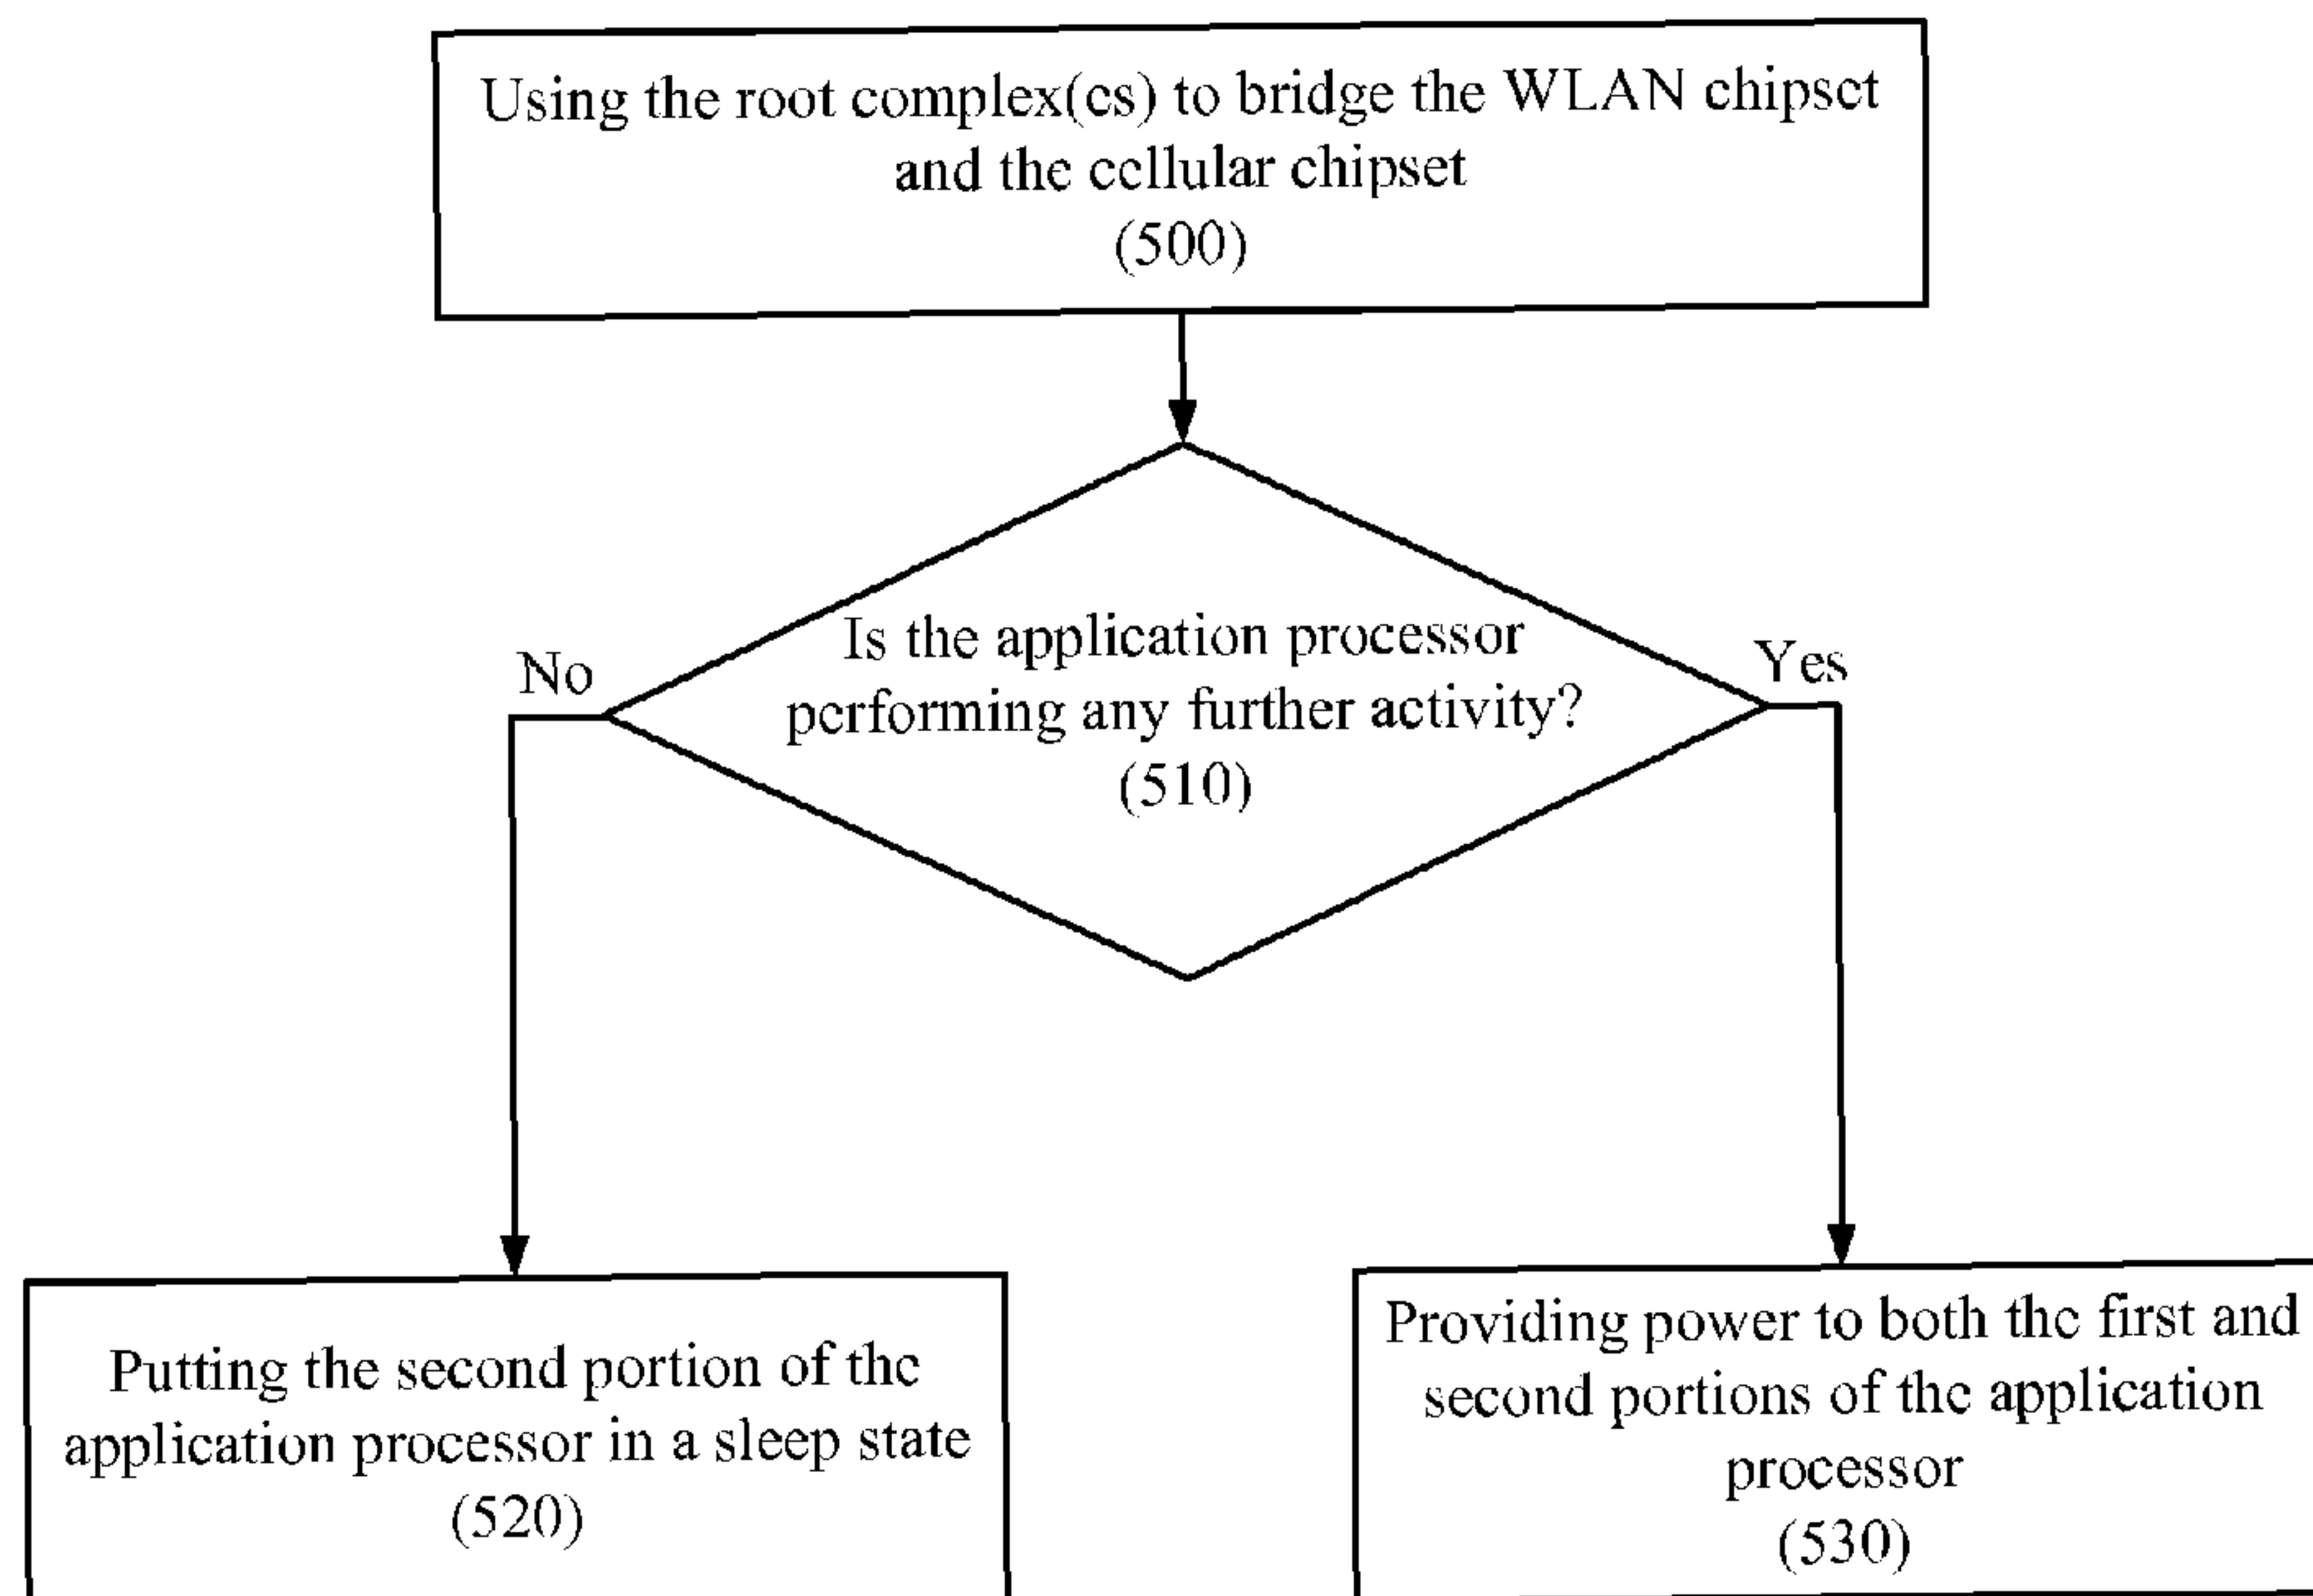 Using the root complex(es) to bridge the WLAN chipset
and the cellular chipset
(500)
Is the application processor
performing any further activity?
(510)
No
Yes
Putting the second portion of the
application processor in a sleep state
(520)
Providing power to both the first and
second portions of the application
processor
(530)